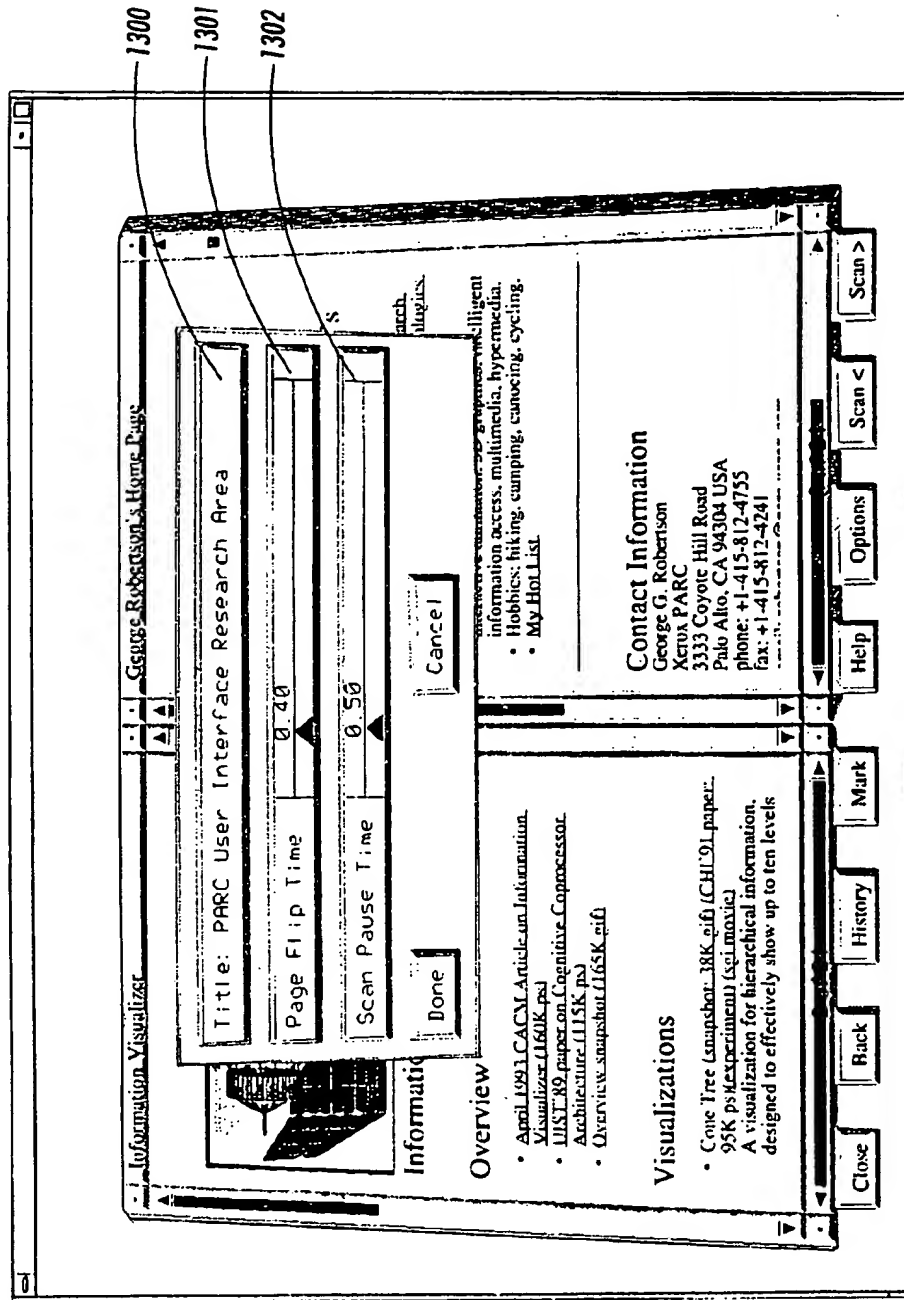 1300
1301
1302
Information Visualizer
George Robertson's Home Page
Title: PARC User Interface Research Area
Page Flip Time
0.40
Scan Pause Time
0.50
Done
Cancel
Overview
• April 1993 CACM Article on Information
Visualizer (160K ps)
• UIST '89 paper on Cognitive Coprocessor
Architecture (115K ps)
• Overview snapshot (165K gif)
Visualizations
• Cone Tree (snapshot: 38K gif) (CHI '91 paper:
95K ps) (experiment) (sgi movie)
A visualization for hierarchical information,
designed to effectively show up to ten levels
information access, multimedia, hypermedia.
• Hobbies: hiking, camping, canoeing, cycling.
• My Hot List
Contact Information
George G. Robertson
Xerox PARC
3333 Coyote Hill Road
Palo Alto, CA 94304 USA
phone: +1-415-812-4755
fax: +1-415-812-4241
Close
Back
History
Mark
Help
Options
Scan <
Scan >